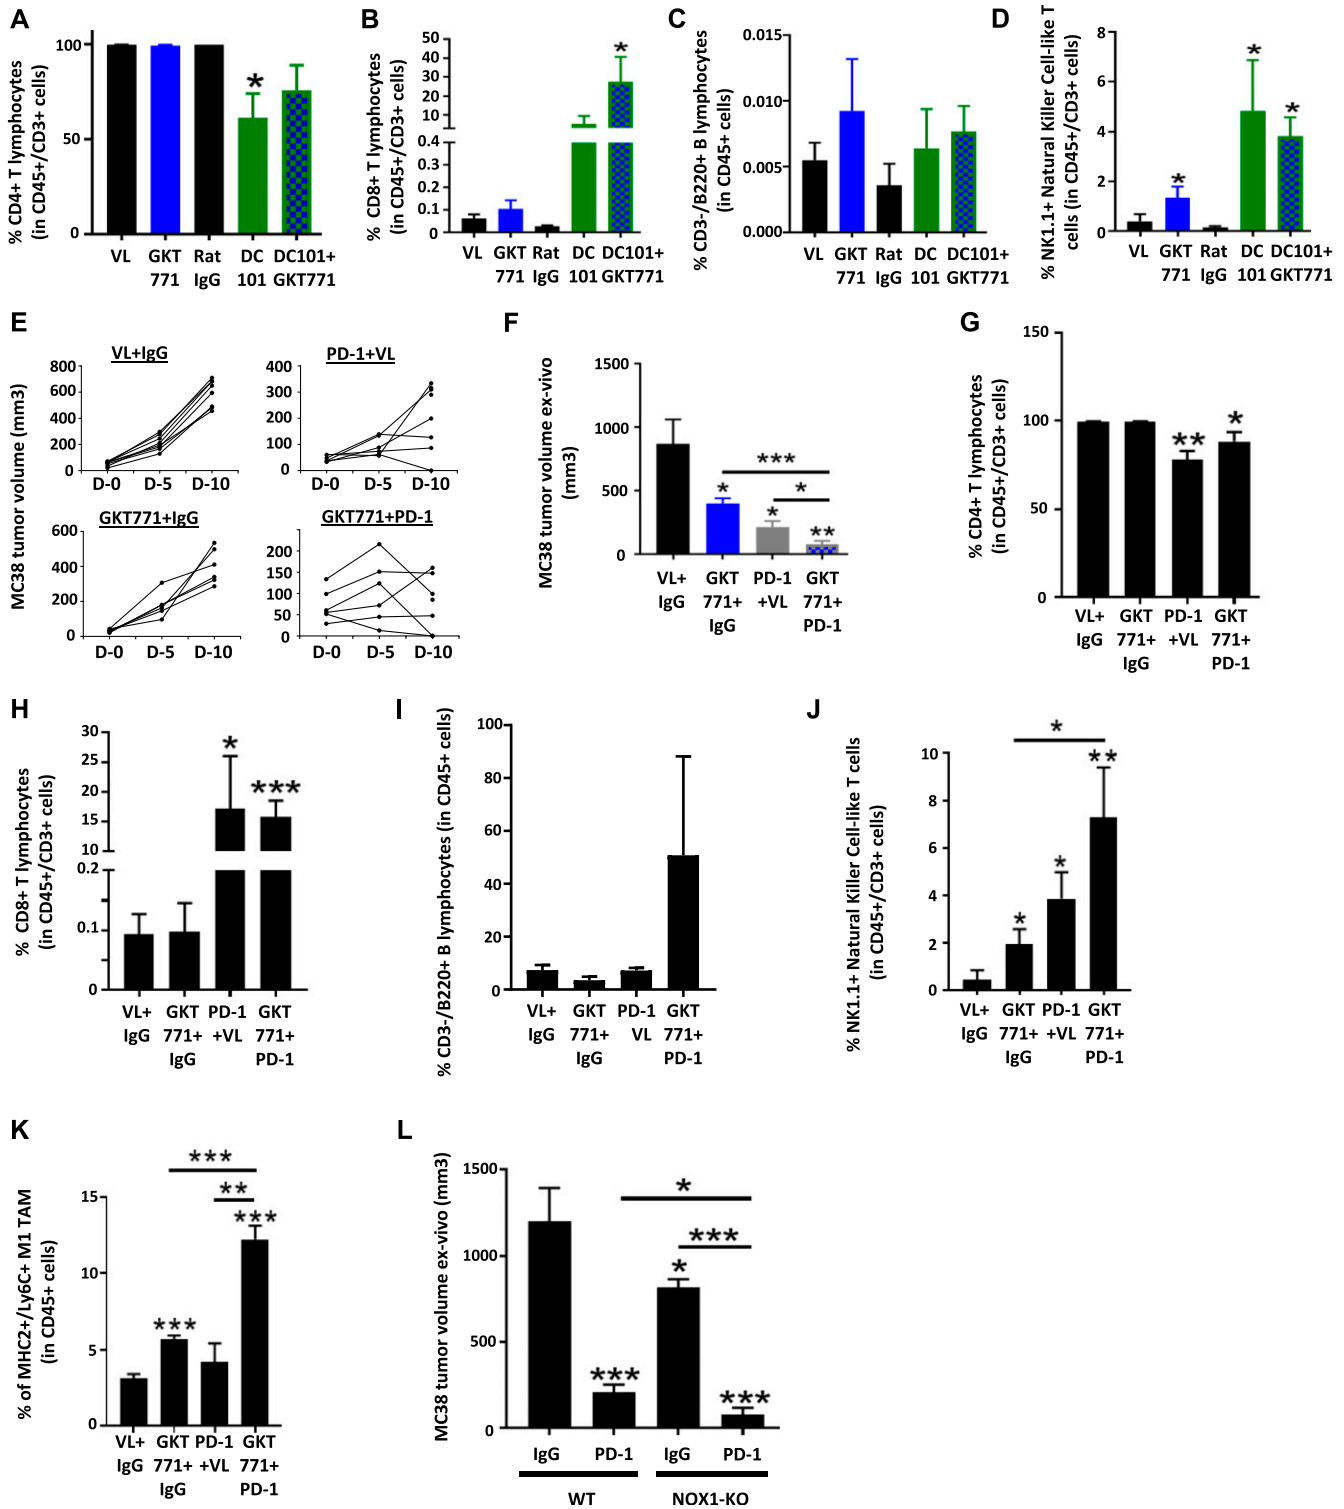 A
% CD4+ T lymphocytes
(in CD45+/CD3+ cells)
100
50
0
*
VL GKT Rat DC DC101+
771 IgG 101 GKT771
B
% CD8+ T lymphocytes
(in CD45+/CD3+ cells)
50
40
30
20
10
0.4
0.3
0.2
0.1
0
*
VL GKT Rat DC DC101+
771 IgG 101 GKT771
C
% CD3-/B220+ B lymphocytes
(in CD45+ cells)
0.015
0.010
0.005
0.000
VL GKT Rat DC DC101+
771 IgG 101 GKT771
D
% NK1.1+ Natural Killer Cell-like T
cells (in CD45+/CD3+ cells)
8
6
4
2
0
* * *
VL GKT Rat DC DC101+
771 IgG 101 GKT771
E
MC38 tumor volume (mm3)
VL+IgG
800
600
400
200
0
D-0 D-5 D-10
PD-1+VL
400
300
200
100
0
D-0 D-5 D-10
GKT771+IgG
600
400
200
0
D-0 D-5 D-10
GKT771+PD-1
200
150
100
50
0
D-0 D-5 D-10
F
MC38 tumor volume ex-vivo
(mm3)
1500
1000
500
0
***
*
* * **
VL+ GKT PD-1 GKT
IgG 771+ +VL 771+
IgG PD-1
G
% CD4+ T lymphocytes
(in CD45+/CD3+ cells)
150
100
50
0
** *
VL+ GKT PD-1 GKT
IgG 771+ +VL 771+
IgG PD-1
H
% CD8+ T lymphocytes
(in CD45+/CD3+ cells)
30
25
20
15
10
0.2
0.1
0
* ***
VL+ GKT PD-1 GKT
IgG 771+ +VL 771+
IgG PD-1
I
% CD3-/B220+ B lymphocytes (in CD45+ cells)
100
80
60
40
20
0
VL+ GKT PD-1 GKT
IgG 771+ VL 771+
IgG PD-1
J
% NK1.1+ Natural Killer Cell-like T cells
(in CD45+/CD3+ cells)
10
8
6
4
2
0
*
* * **
VL+ GKT PD-1 GKT
IgG 771+ +VL 771+
IgG PD-1
K
% of MHC2+/Ly6C+ M1 TAM
(in CD45+ cells)
15
10
5
0
***
**
*** ***
VL+ GKT PD-1 GKT
IgG 771+ +VL 771+
IgG PD-1
L
MC38 tumor volume ex-vivo (mm3)
1500
1000
500
0
*
***
*** * ***
IgG PD-1 IgG PD-1
WT NOX1-KO